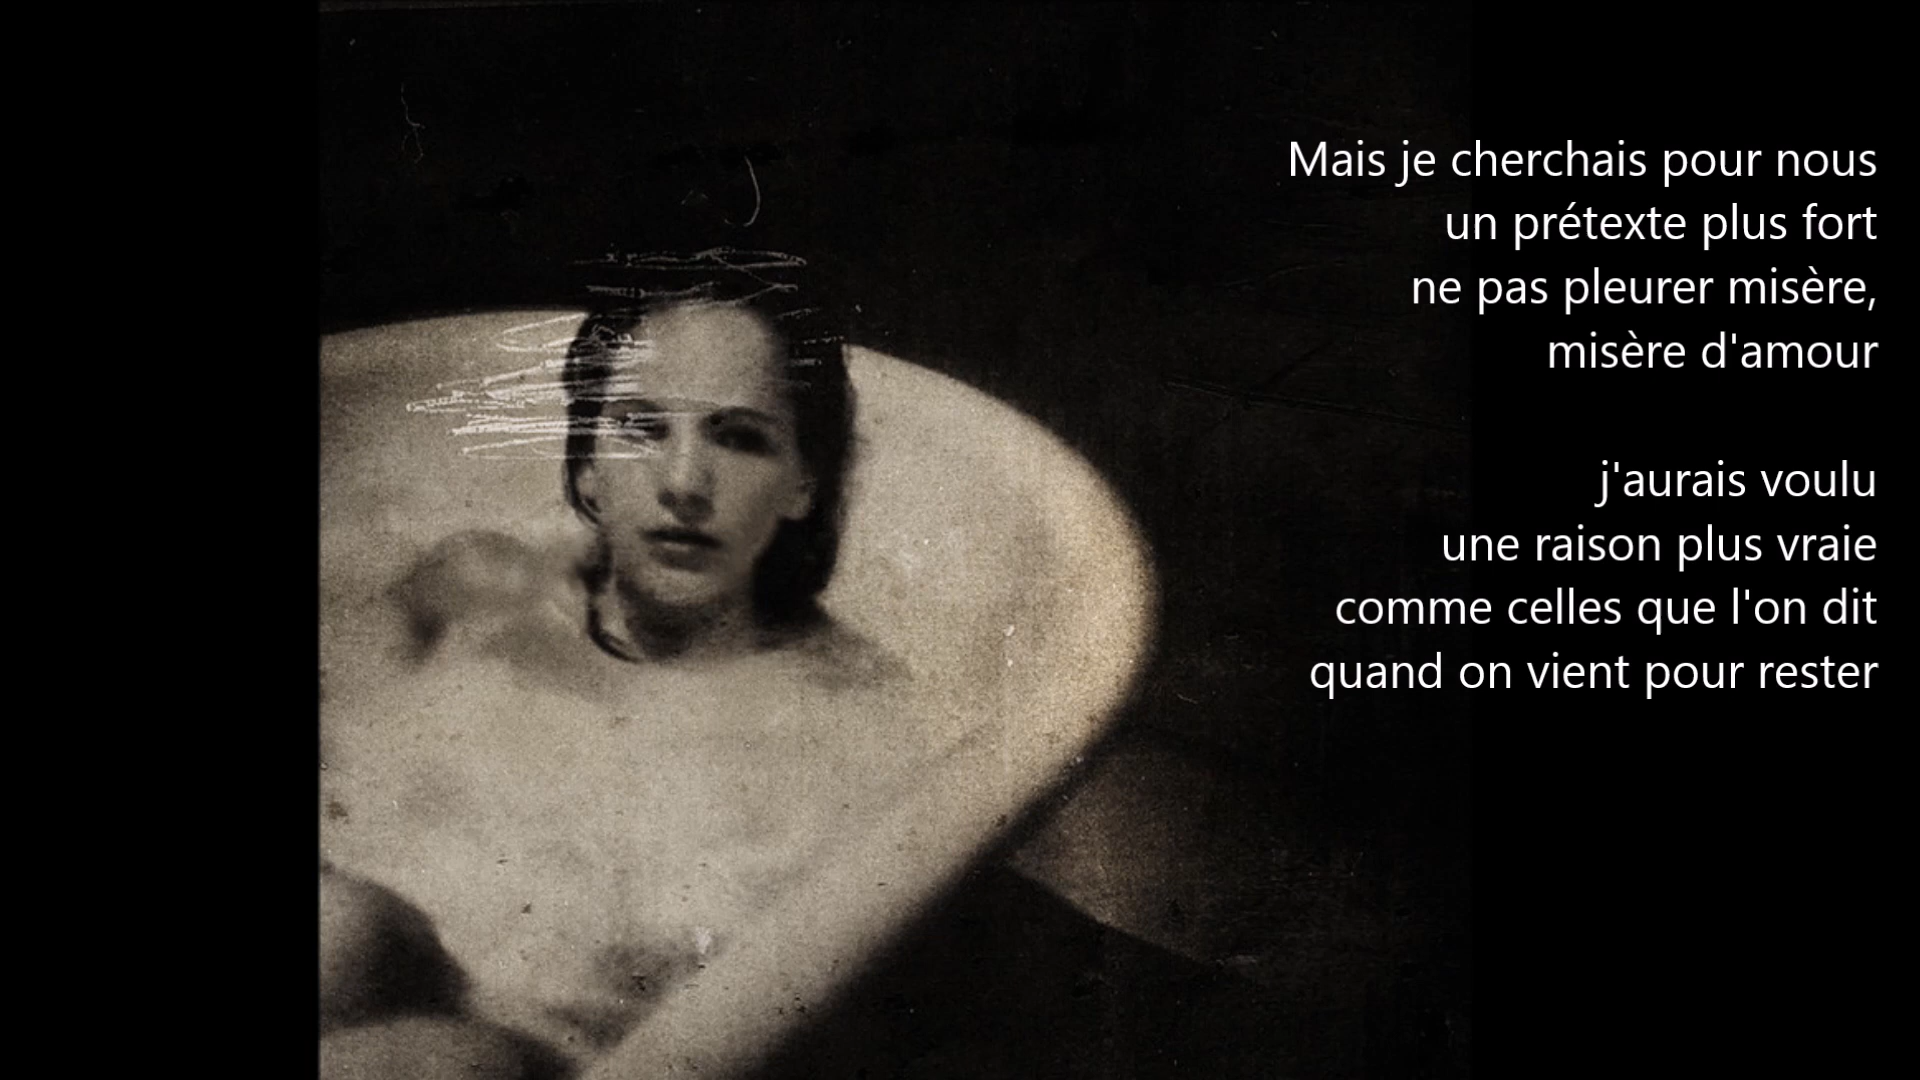 Mais je cherchais pour nous
un prétexte plus fort
ne pas pleurer misère,
misère d'amour
j'aurais voulu
une raison plus vraie
comme celles que l'on dit
quand on vient pour rester